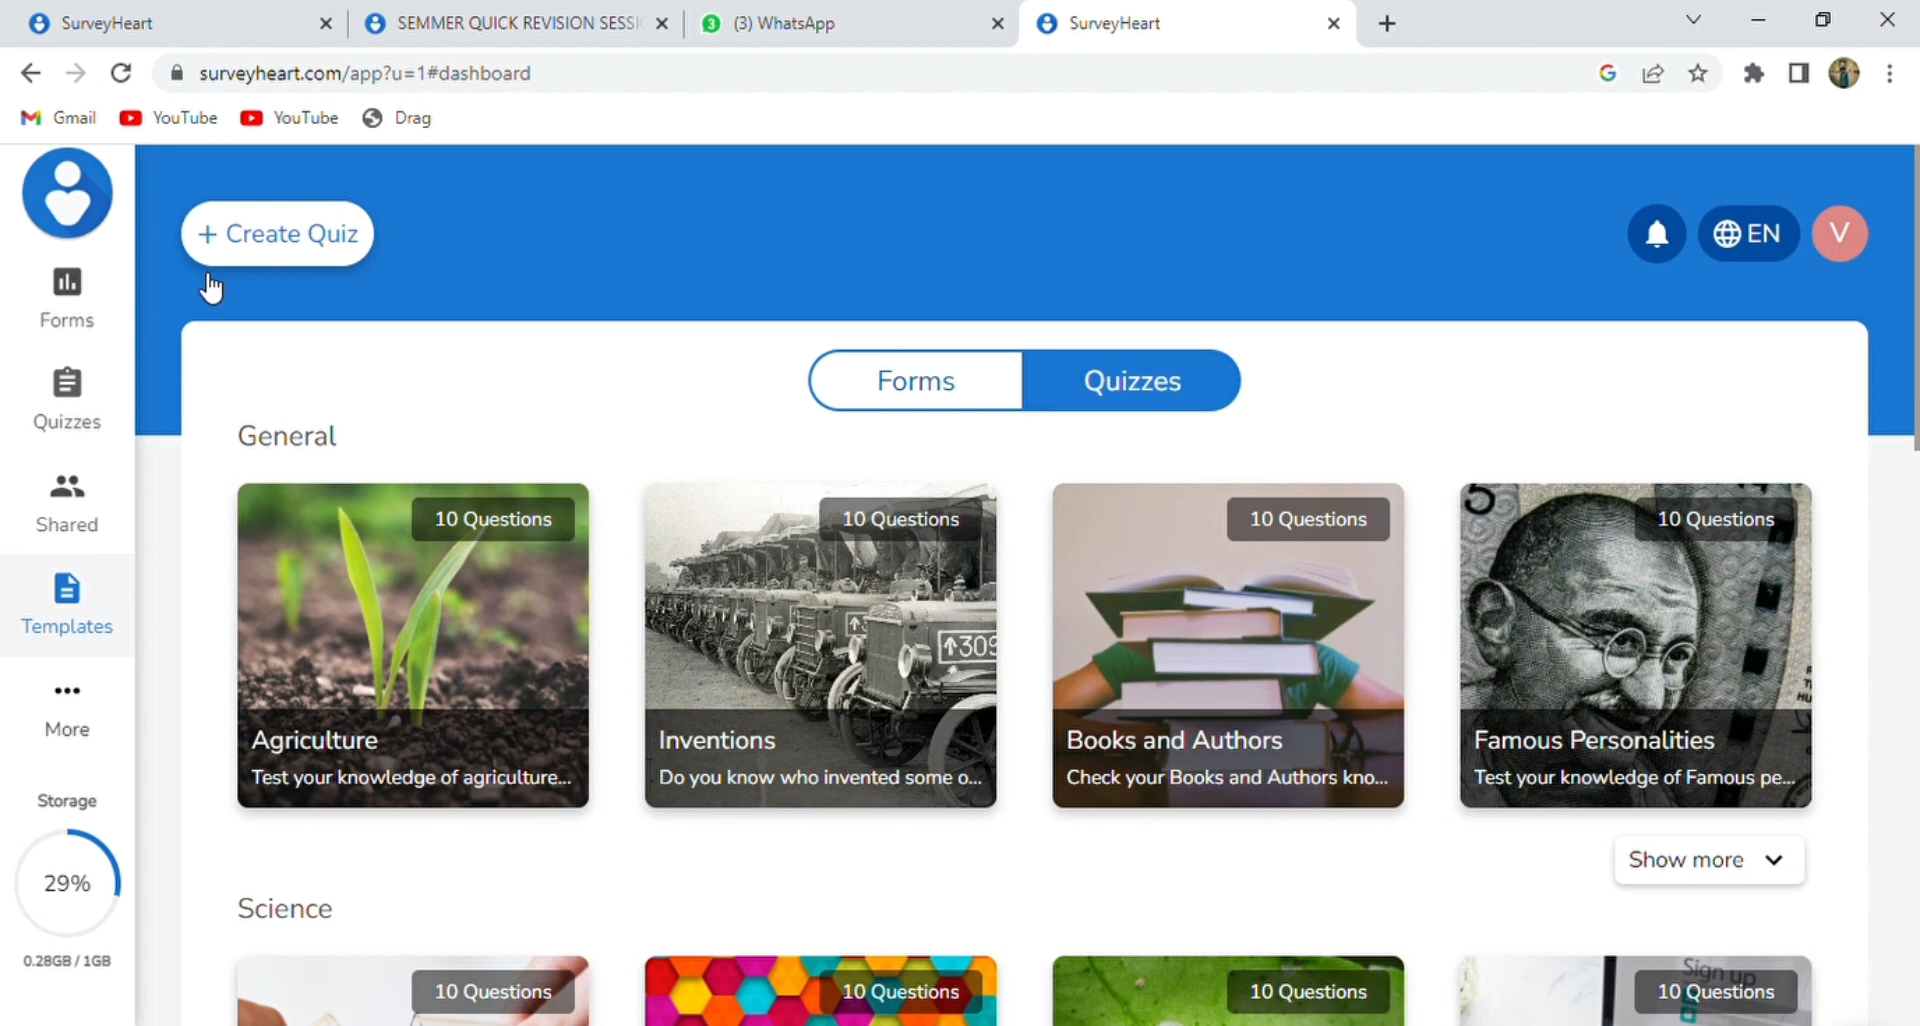 SurveyHeart
SEMMER QUICK REVISION SESSI
(3) WhatsApp
SurveyHeart
surveyheart.com/app?u=1#dashboard
Gmail
YouTube
YouTube
Drag
+ Create Quiz
EN
V
Forms
Quizzes
Shared
Templates
More
Storage
29%
0.28GB / 1GB
Forms
Quizzes
General
10 Questions
Agriculture
Test your knowledge of agriculture...
10 Questions
309
Inventions
Do you know who invented some o...
10 Questions
Books and Authors
Check your Books and Authors kno...
5
10 Questions
Famous Personalities
Test your knowledge of Famous pe...
Show more
Science
10 Questions
10 Questions
10 Questions
Sign up
10 Questions